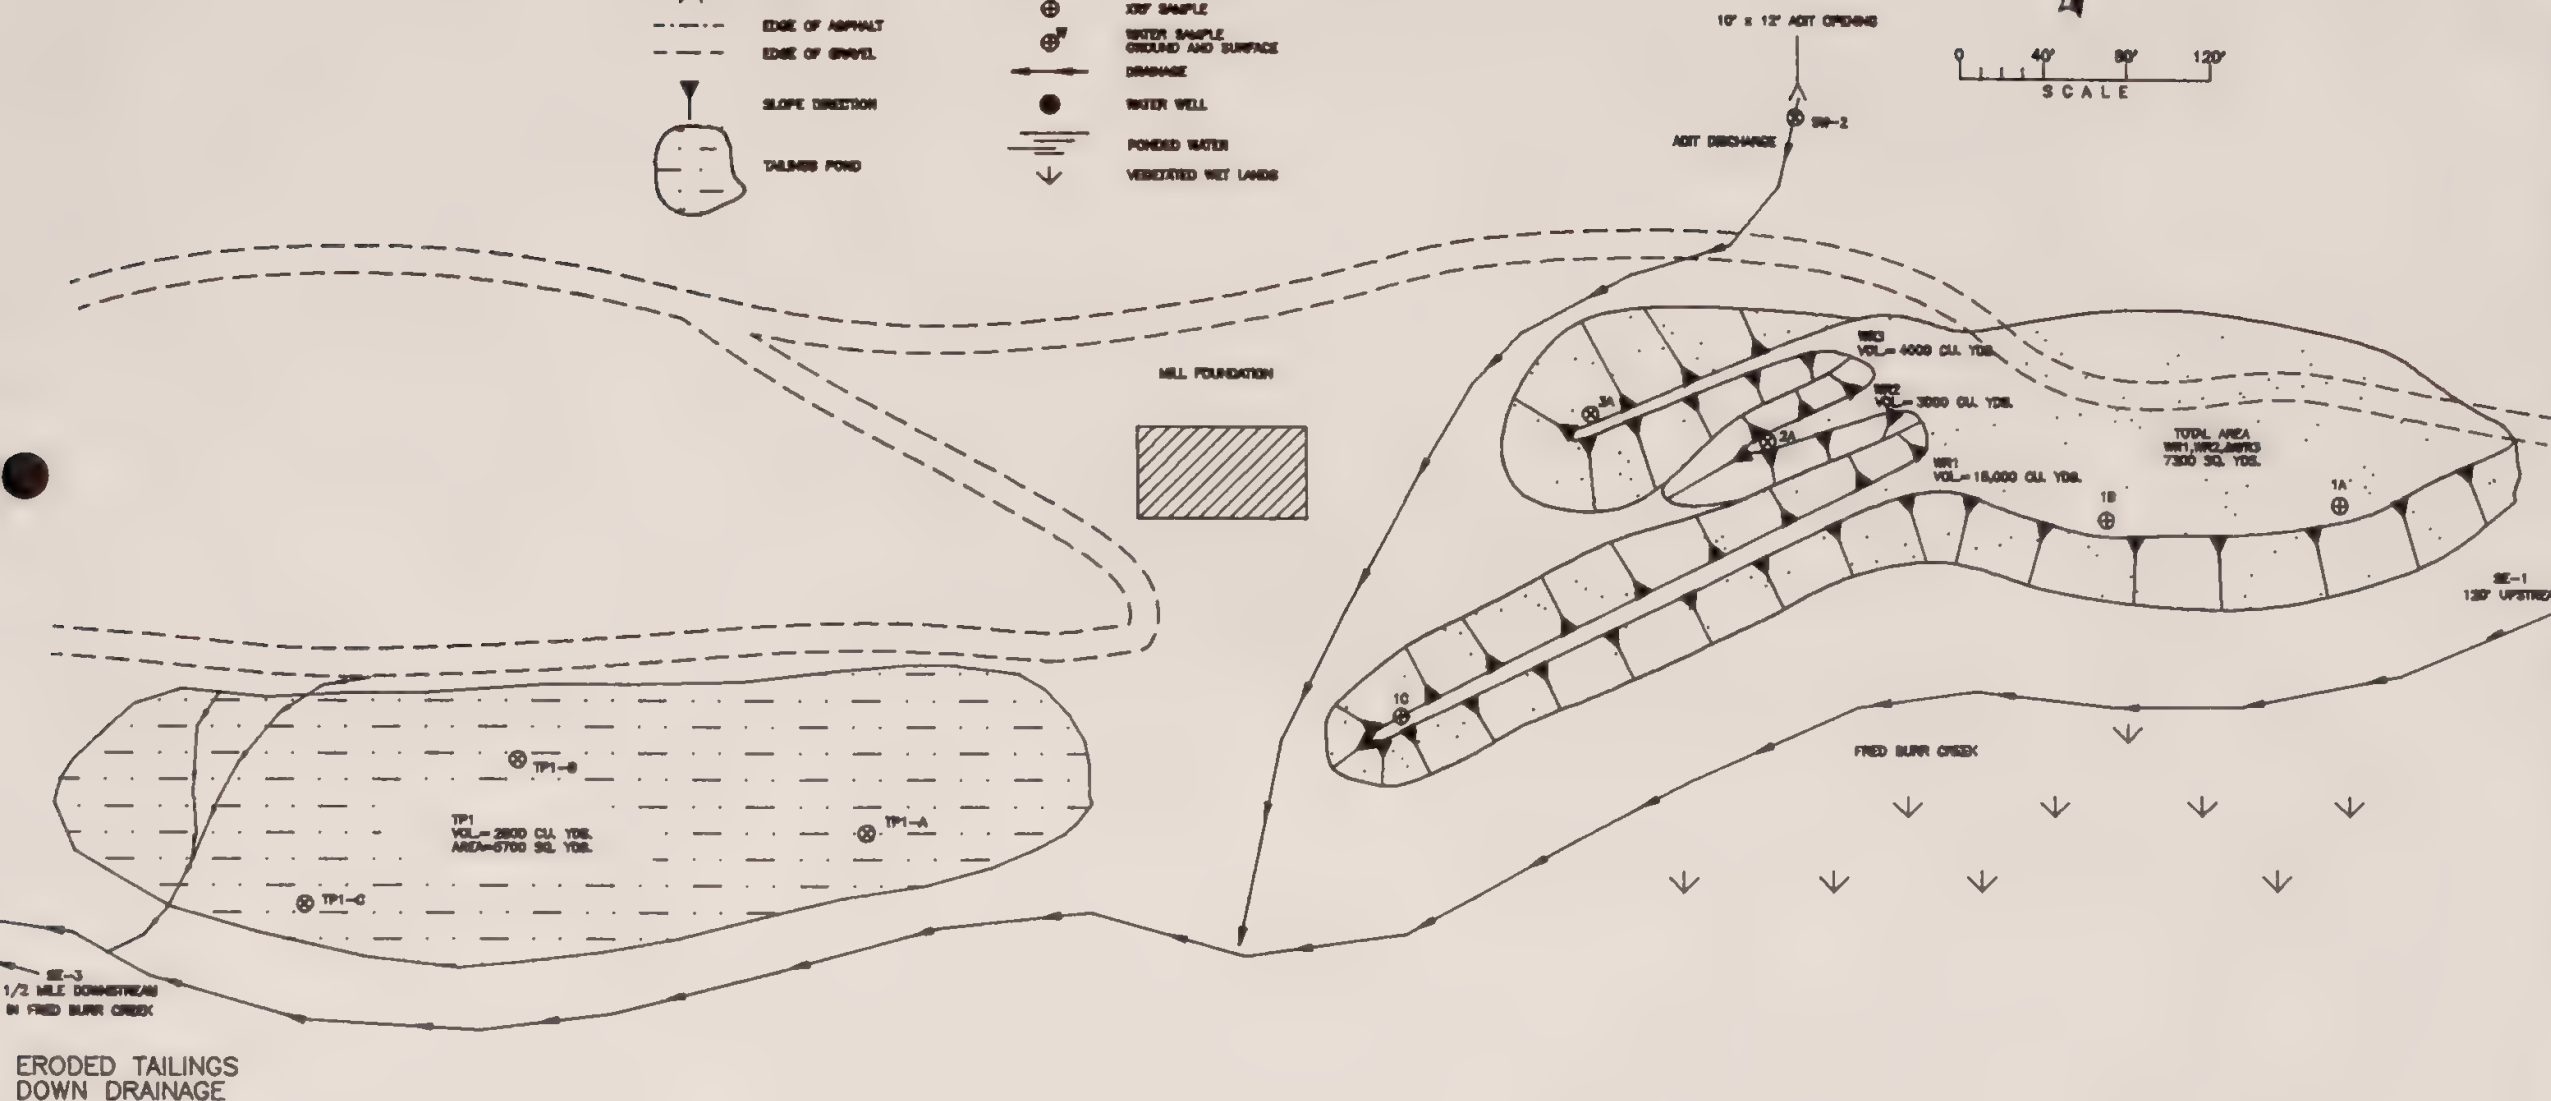 EDGE OF ASPHALT
EDGE OF GRAVEL
SLOPE DIRECTION
TAILINGS POND
XRF SAMPLE
W
WATER SAMPLE
GROUND AND SURFACE
DRAINAGE
WATER WELL
PONDED WATER
VEGETATED WET LANDS
10' x 12' ADIT OPENING
SW-2
ADIT DISCHARGE
0 40' 80' 120'
SCALE
MILL FOUNDATION
WR3
VOL.= 4000 CU. YDS.
3A
WR2
VOL.= 3000 CU. YDS.
2A
TOTAL AREA
WR1,WR2,&WR3
7300 SQ. YDS.
WR1
VOL.= 15,000 CU. YDS.
1B
1A
SE-1
120' UPSTREA
1C
FRED BURR CREEK
TP1-B
TP1-A
TP1
VOL.= 2800 CU. YDS.
AREA=5700 SQ. YDS.
TP1-C
SE-3
1/2 MILE DOWNSTREAM
IN FRED BURR CREEK
ERODED TAILINGS
DOWN DRAINAGE